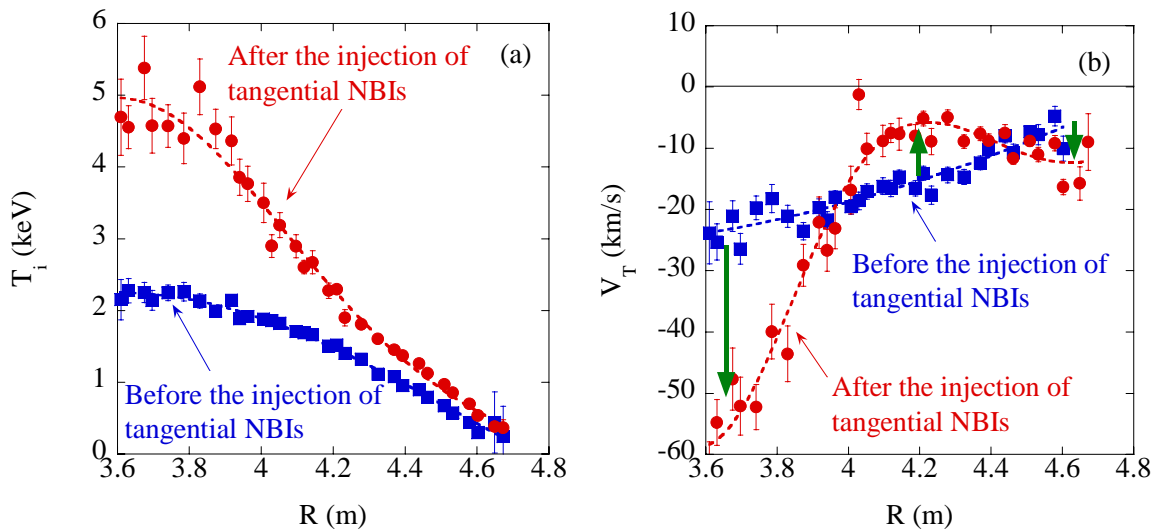 (a)
After the injection of
tangential NBIs
Before the injection of
tangential NBIs
T_i (keV)
6
5
4
3
2
1
0
3.6 3.8 4 4.2 4.4 4.6 4.8
R (m)
(b)
Before the injection of
tangential NBIs
After the injection of
tangential NBIs
V_T (km/s)
10
0
-10
-20
-30
-40
-50
-60
3.6 3.8 4 4.2 4.4 4.6 4.8
R (m)